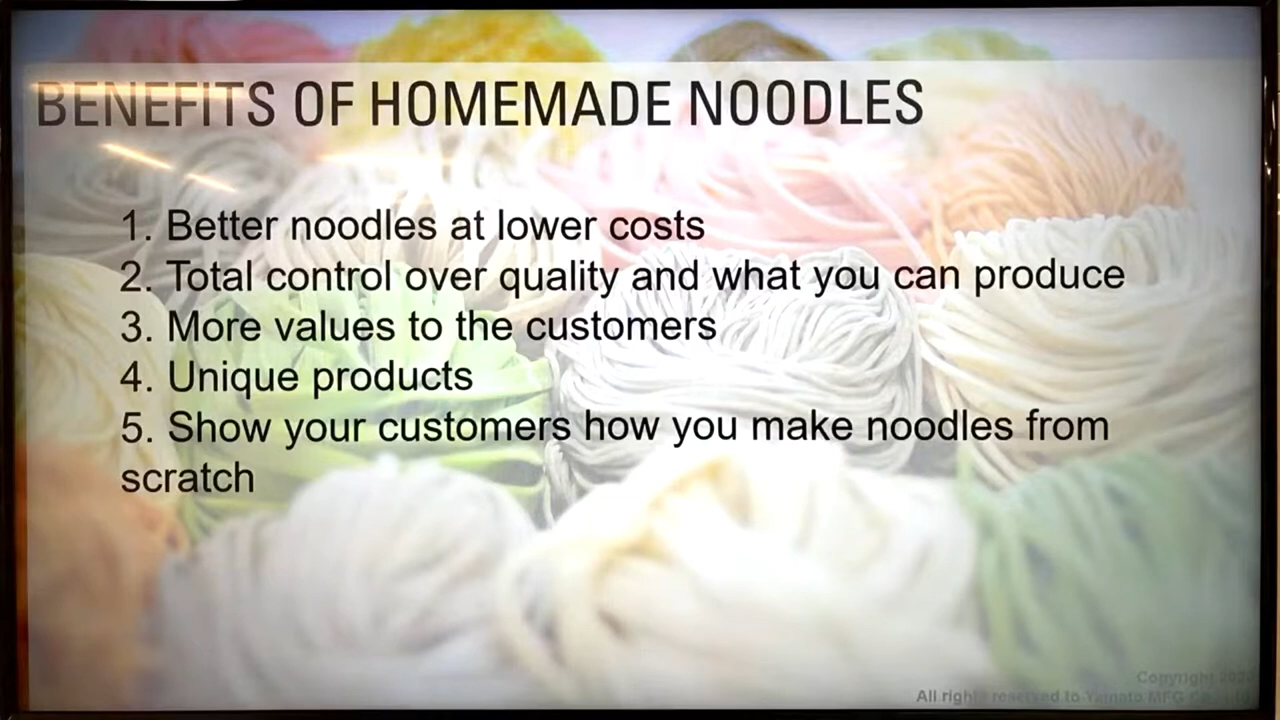 BENEFITS OF HOMEMADE NOODLES
1. Better noodles at lower costs
2. Total control over quality and what you can produce
3. More values to the customers
4. Unique products
5. Show your customers how you make noodles from
scratch
Copyright
All rights reserved to Yamato MFG